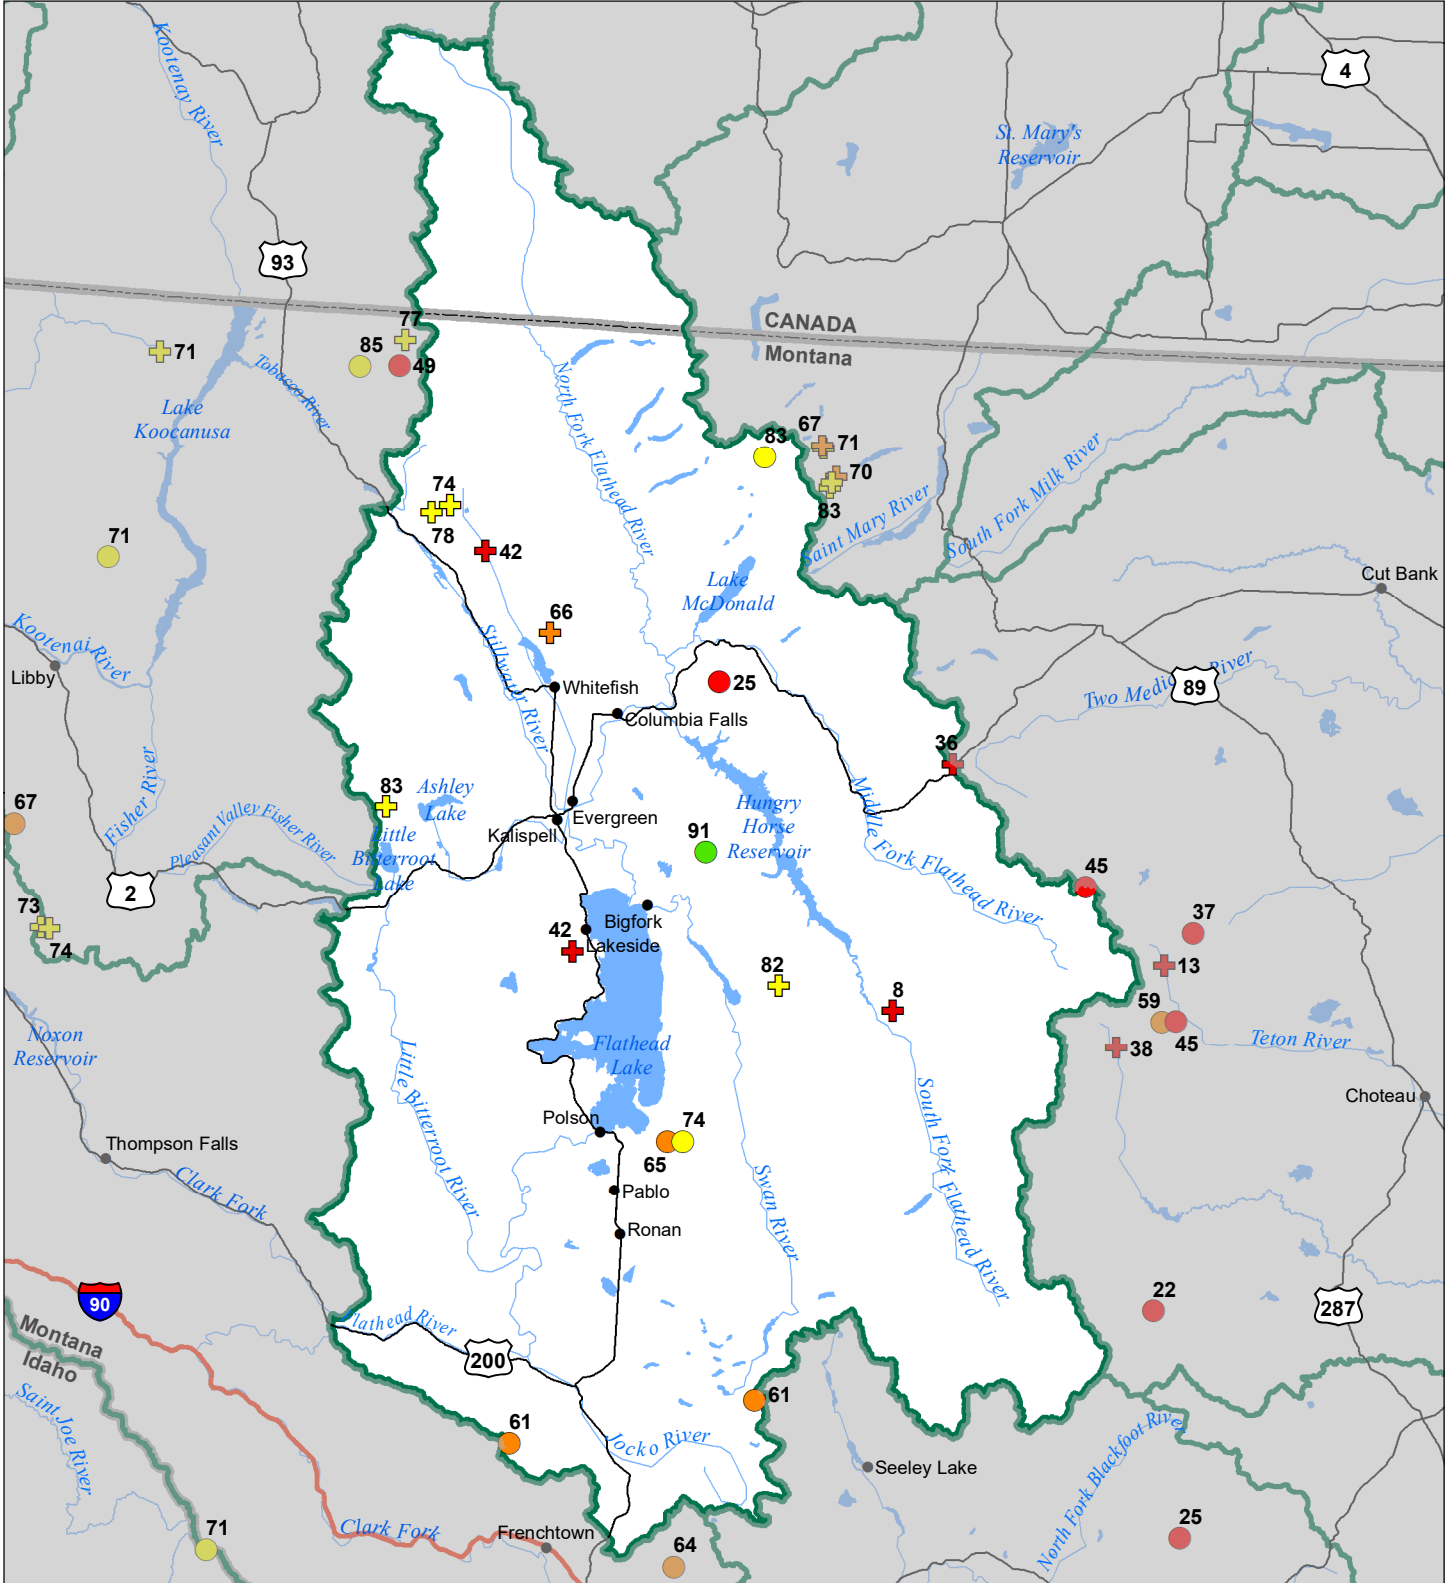 Kootenay River
4
St. Mary's
Reservoir
93
CANADA
Montana
77
85
49
71
Tobacco River
Lake
Koocanusa
North Fork Flathead River
83
67
71
70
83
Saint Mary River
South Fork Milk River
74
78
42
71
Lake
McDonald
Cut Bank
Kootenai River
Libby
66
Stillwater River
Whitefish
25
Columbia Falls
Two Medic
River
89
36
Fisher River
83
Ashley
Lake
Little
Bitterroot
Lake
Evergreen
Kalispell
Hungry
Horse
Reservoir
Middle Fork Flathead River
91
67
Pleasant Valley Fisher River
2
45
37
73
74
Bigfork
42
Lakeside
82
8
13
59
45
38
Teton River
Noxon
Reservoir
Flathead
Lake
Little Bitterroot River
South Fork Flathead River
Choteau
Polson
74
65
Thompson Falls
Clark Fork
Swan River
Pablo
Ronan
90
Montana
Idaho
Flathead River
200
22
287
Saint Joe River
61
61
Jocko River
Seeley Lake
North Fork Blackfoot River
71
Clark Fork
Frenchtown
64
25